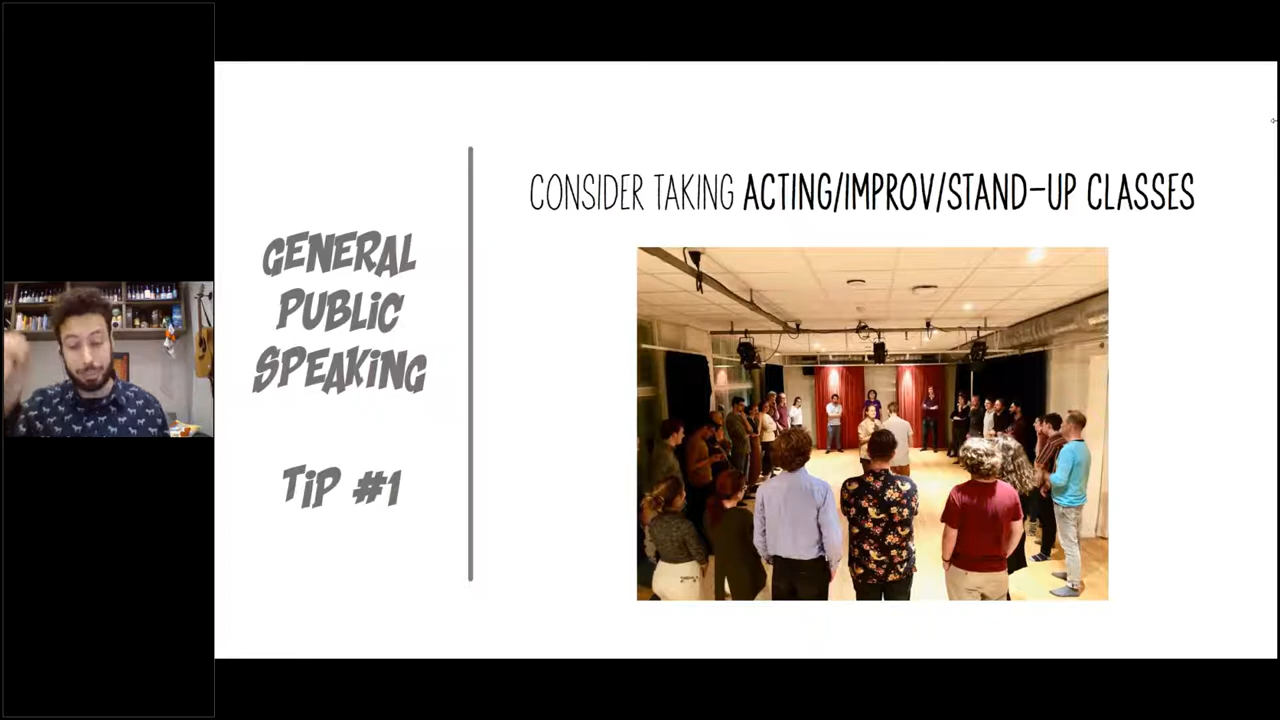 CONSIDER TAKING ACTING/IMPROV/STAND-UP CLASSES
GENERAL
PUBLIC
SPEAKING
TIP #1